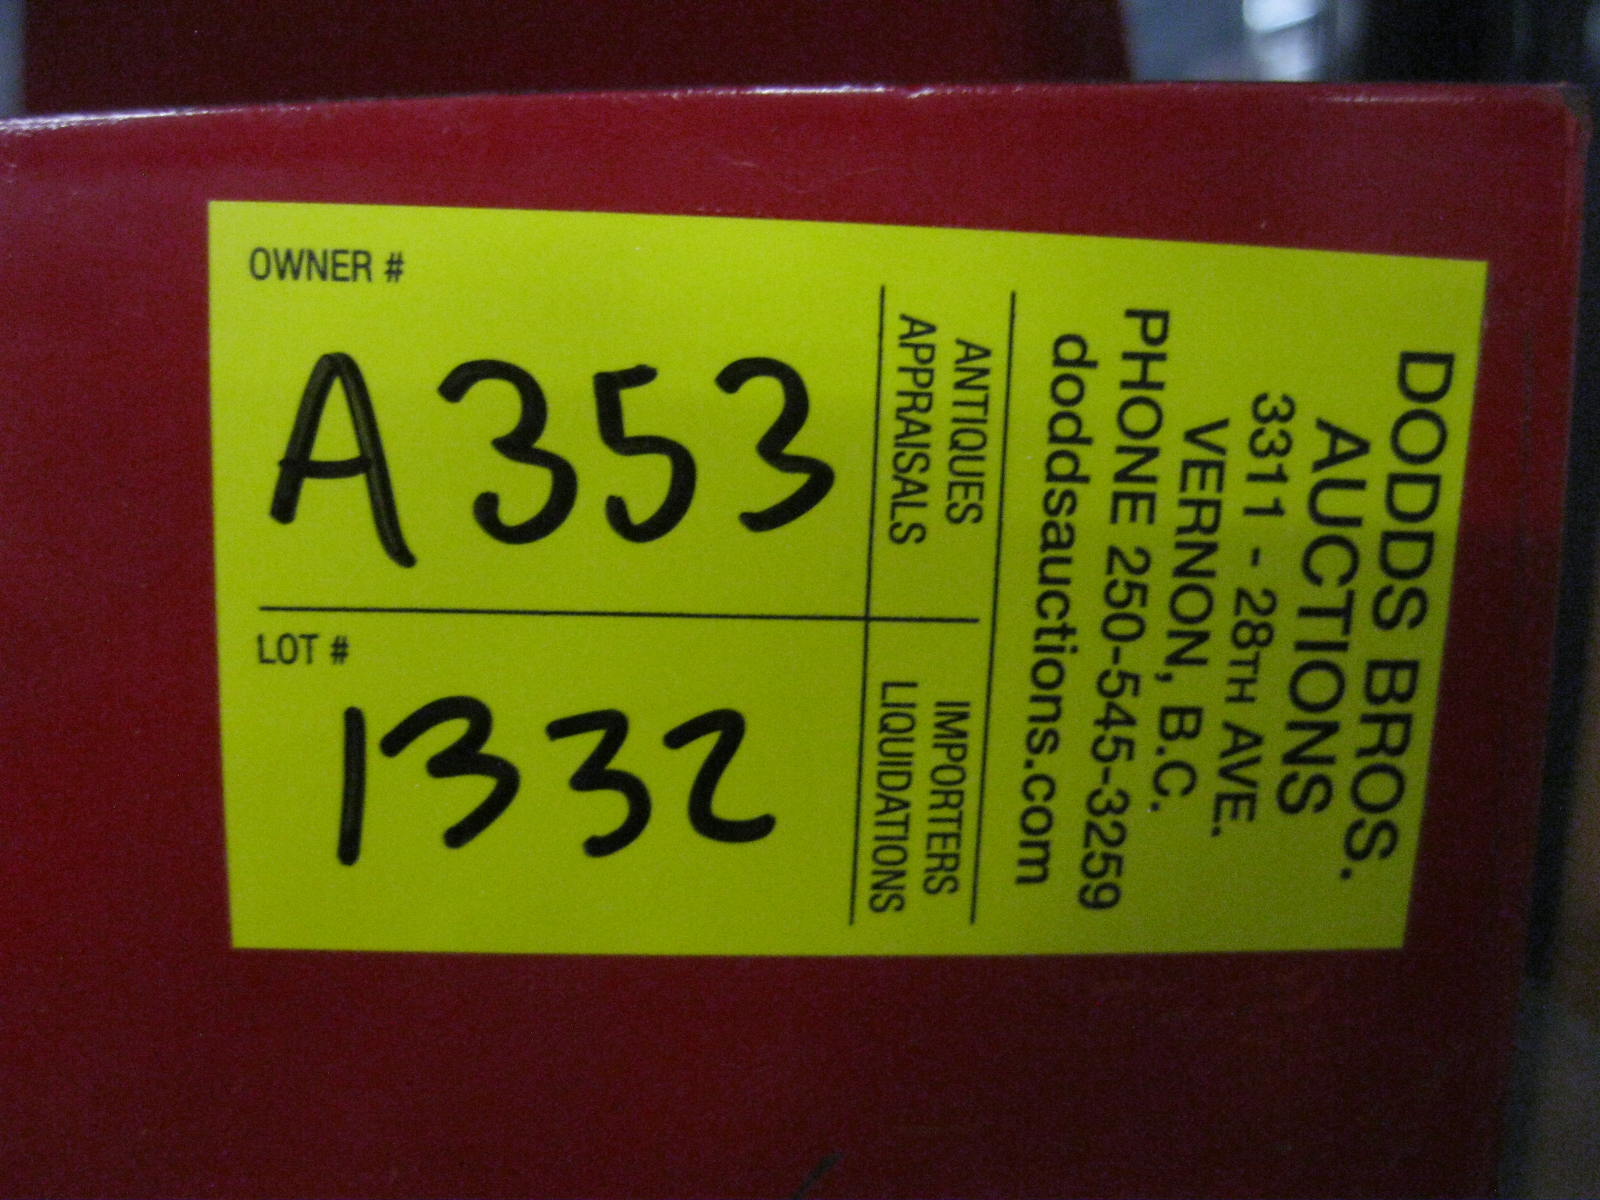 OWNER #
A353
LOT #
1332
ANTIQUES
APPRAISALS
IMPORTERS
LIQUIDATIONS
DODDS BROS.
AUCTIONS
3311 - 28TH AVE.
VERNON, B.C.
PHONE 250-545-3259
doddsauctions.com